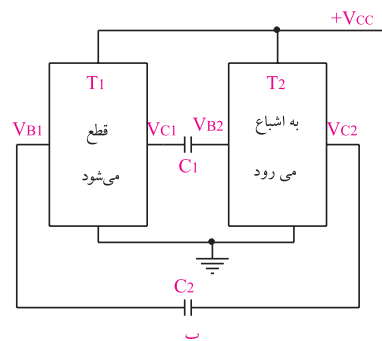 +VCC
T1
T2
VB1
قطع
می‌شود
VC1
C1
VB2
به اشباع
می رود
VC2
C2
ب